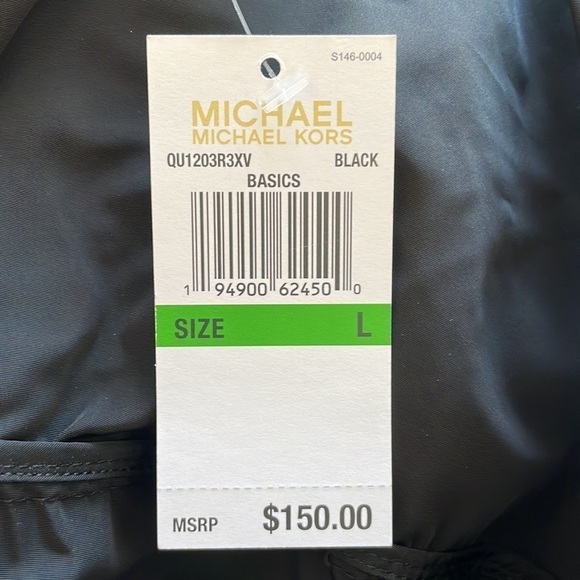 S146-0004
MICHAEL
MICHAEL KORS
QU1203R3XV BLACK
BASICS
1 94900 62450 0
SIZE L
MSRP $150.00